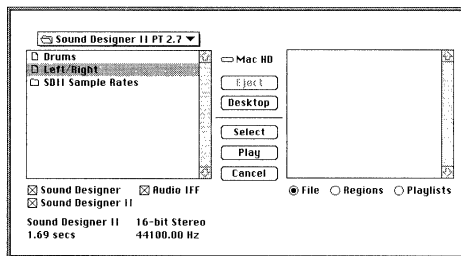 Sound Designer II PT 2.7
Drums
Left/Right
SDII Sample Rates
Mac HD
Eject
Desktop
Select
Play
Cancel
Sound Designer Audio IFF
Sound Designer II
File Regions Playlists
Sound Designer II 16-bit Stereo
1.69 secs 44100.00 Hz